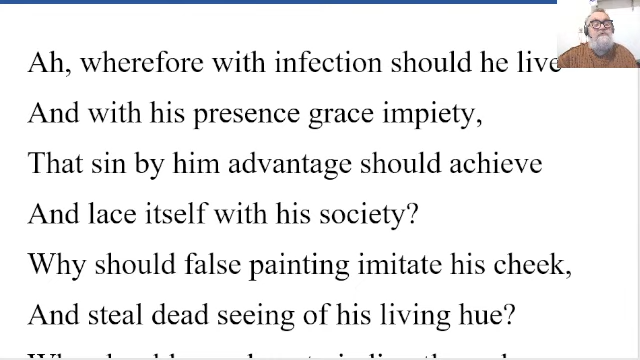 Ah, wherefore with infection should he live
And with his presence grace impiety,
That sin by him advantage should achieve
And lace itself with his society?
Why should false painting imitate his cheek,
And steal dead seeing of his living hue?